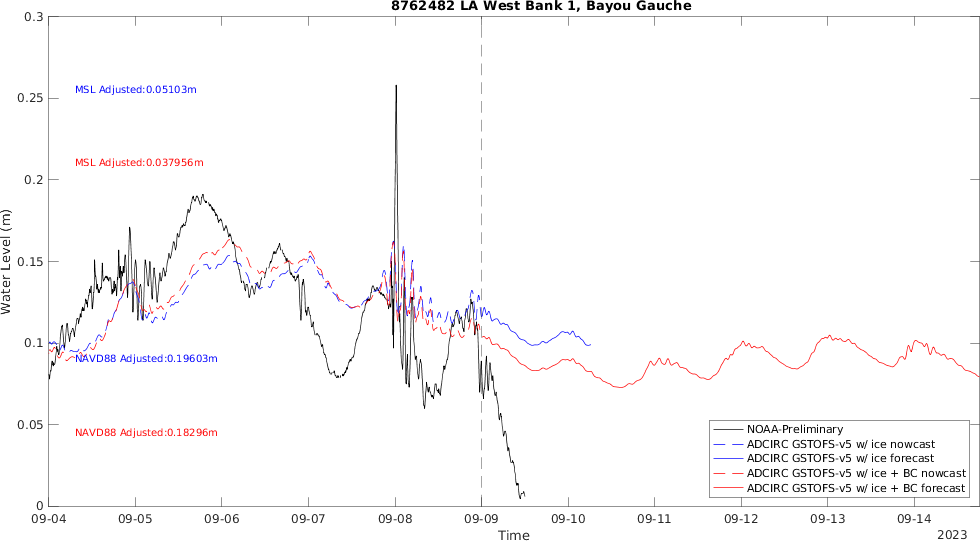 8762482 LA West Bank 1, Bayou Gauche
0.3
0.25
0.2
0.15
0.1
0.05
0
Water Level (m)
MSL Adjusted:0.05103m
MSL Adjusted:0.037956m
NAVD88 Adjusted:0.19603m
NAVD88 Adjusted:0.18296m
NOAA-Preliminary
ADCIRC GSTOFS-v5 w/ ice nowcast
ADCIRC GSTOFS-v5 w/ ice forecast
ADCIRC GSTOFS-v5 w/ ice + BC nowcast
ADCIRC GSTOFS-v5 w/ ice + BC forecast
09-04 09-05 09-06 09-07 09-08 09-09 09-10 09-11 09-12 09-13 09-14
Time
2023